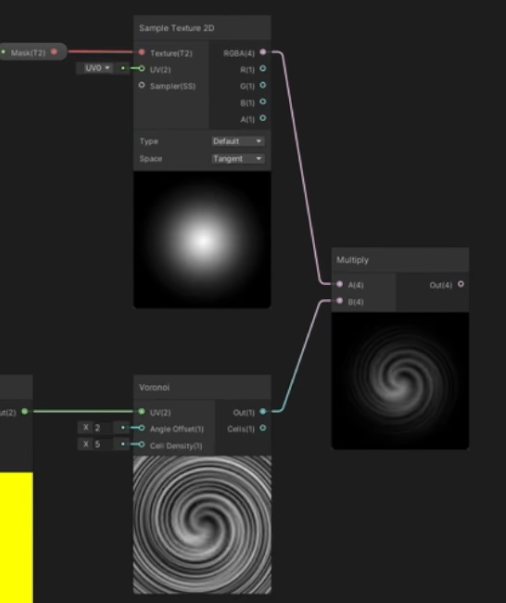 Sample Texture 2D
Mask(T2)
Texture(T2) RGBA(4)
UV0 UV(2) R(1)
Sampler(SS) G(1)
B(1)
A(1)
Type Default
Space Tangent
Multiply
A(4) Out(4)
B(4)
Voronoi
ut(2) UV(2) Out(1)
X 2 Angle Offset(1) Cells(1)
X 5 Cell Density(1)